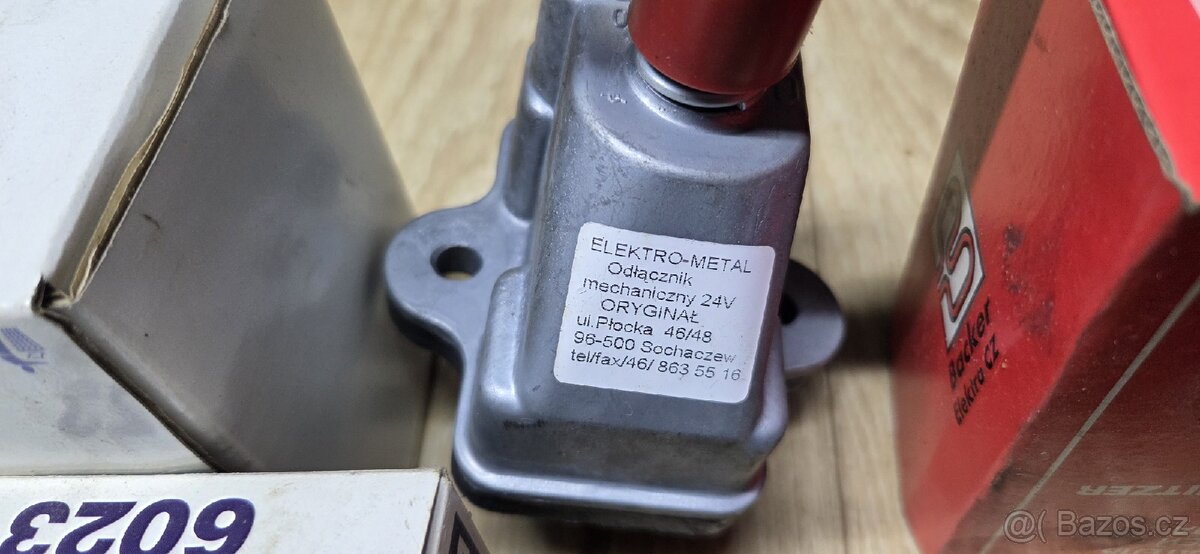 ELEKTRO-METAL
Odłącznik
mechaniczny 24V
ORYGINAŁ
ul.Płocka 46/48
96-500 Sochaczew
tel/fax/46/ 863 55 16
Backer
Elektro CZ
6023
@( Bazos.cz